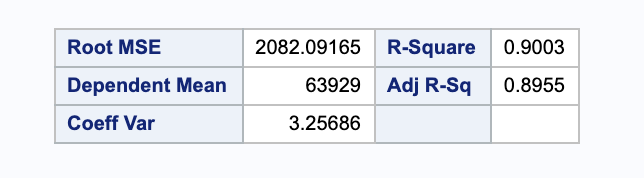 Root MSE 2082.09165 R-Square 0.9003
Dependent Mean 63929 Adj R-Sq 0.8955
Coeff Var 3.25686